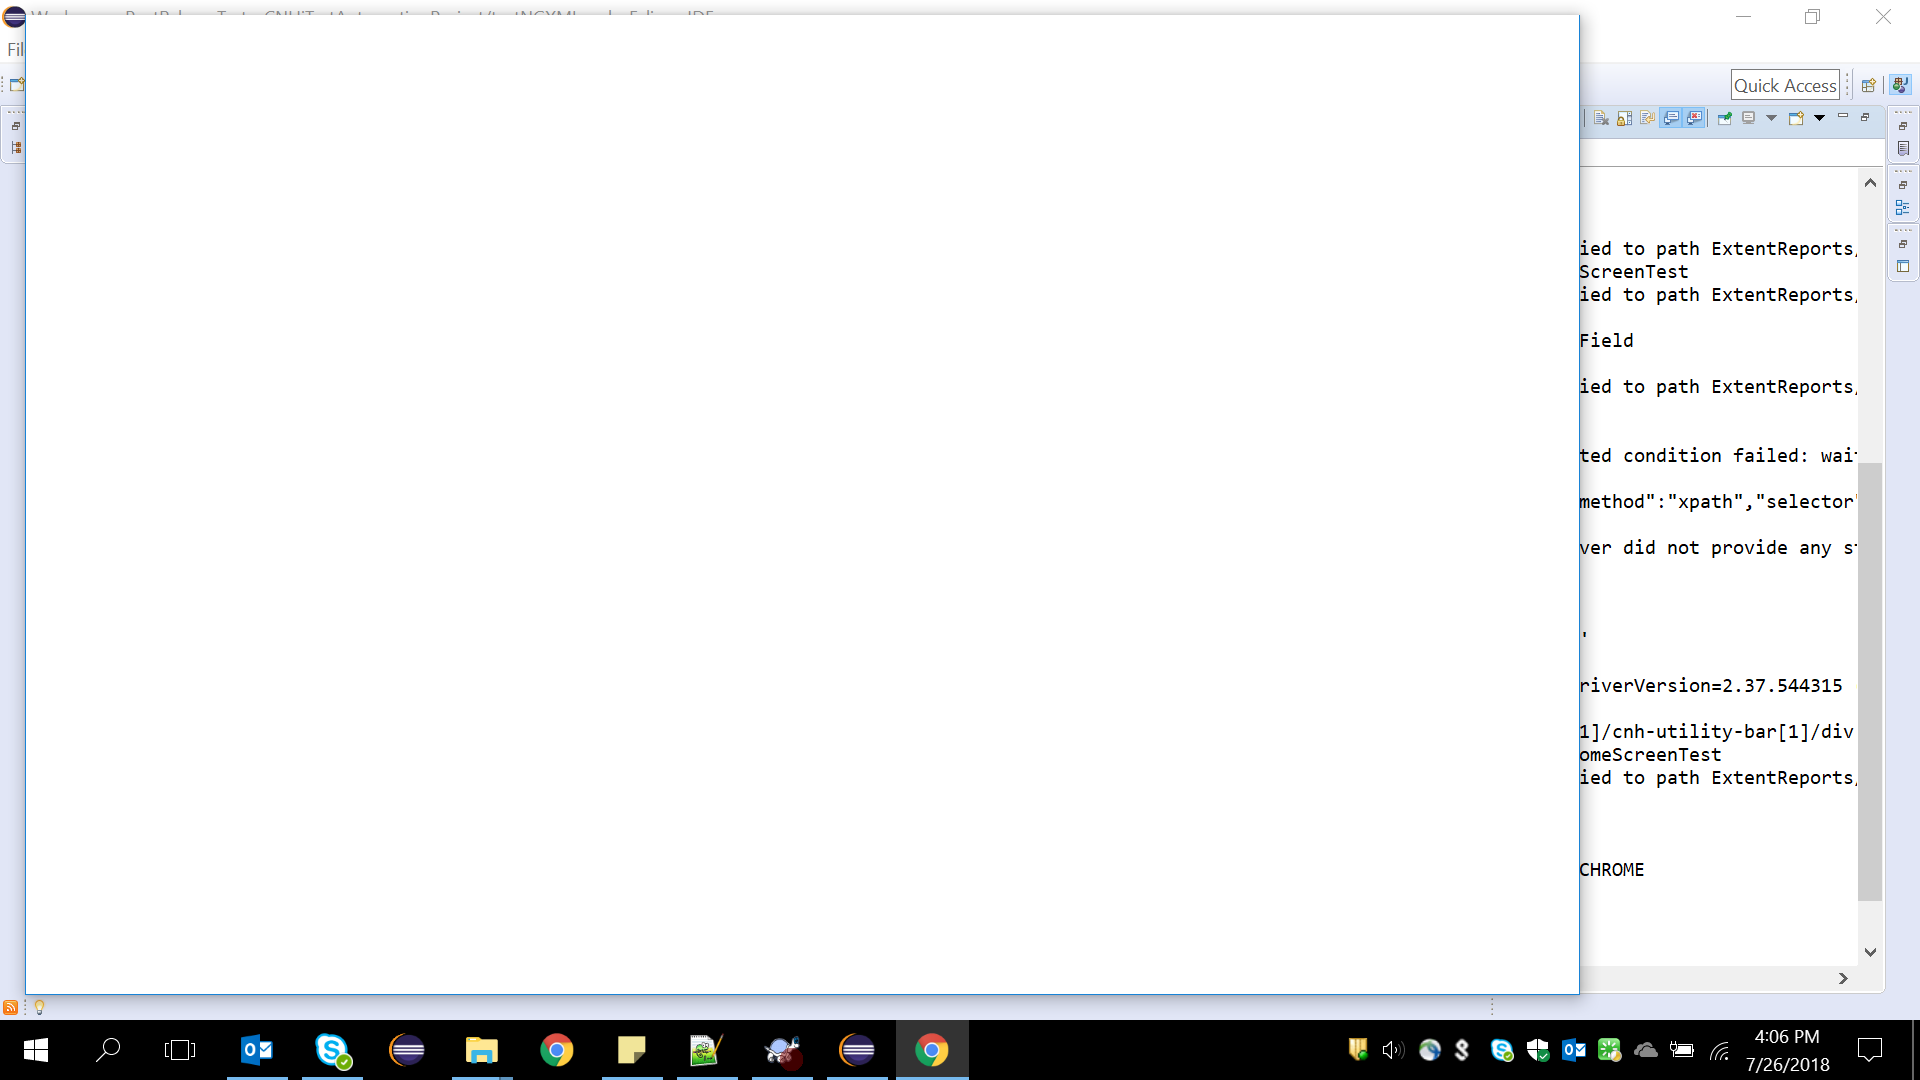 Fil
Quick Access
ied to path ExtentReports,
ScreenTest
ied to path ExtentReports,
Field
ied to path ExtentReports,
ted condition failed: wai
method":"xpath","selector"
ver did not provide any s
'
riverVersion=2.37.544315
1]/cnh-utility-bar[1]/div
omeScreenTest
ied to path ExtentReports,
CHROME
4:06 PM
7/26/2018